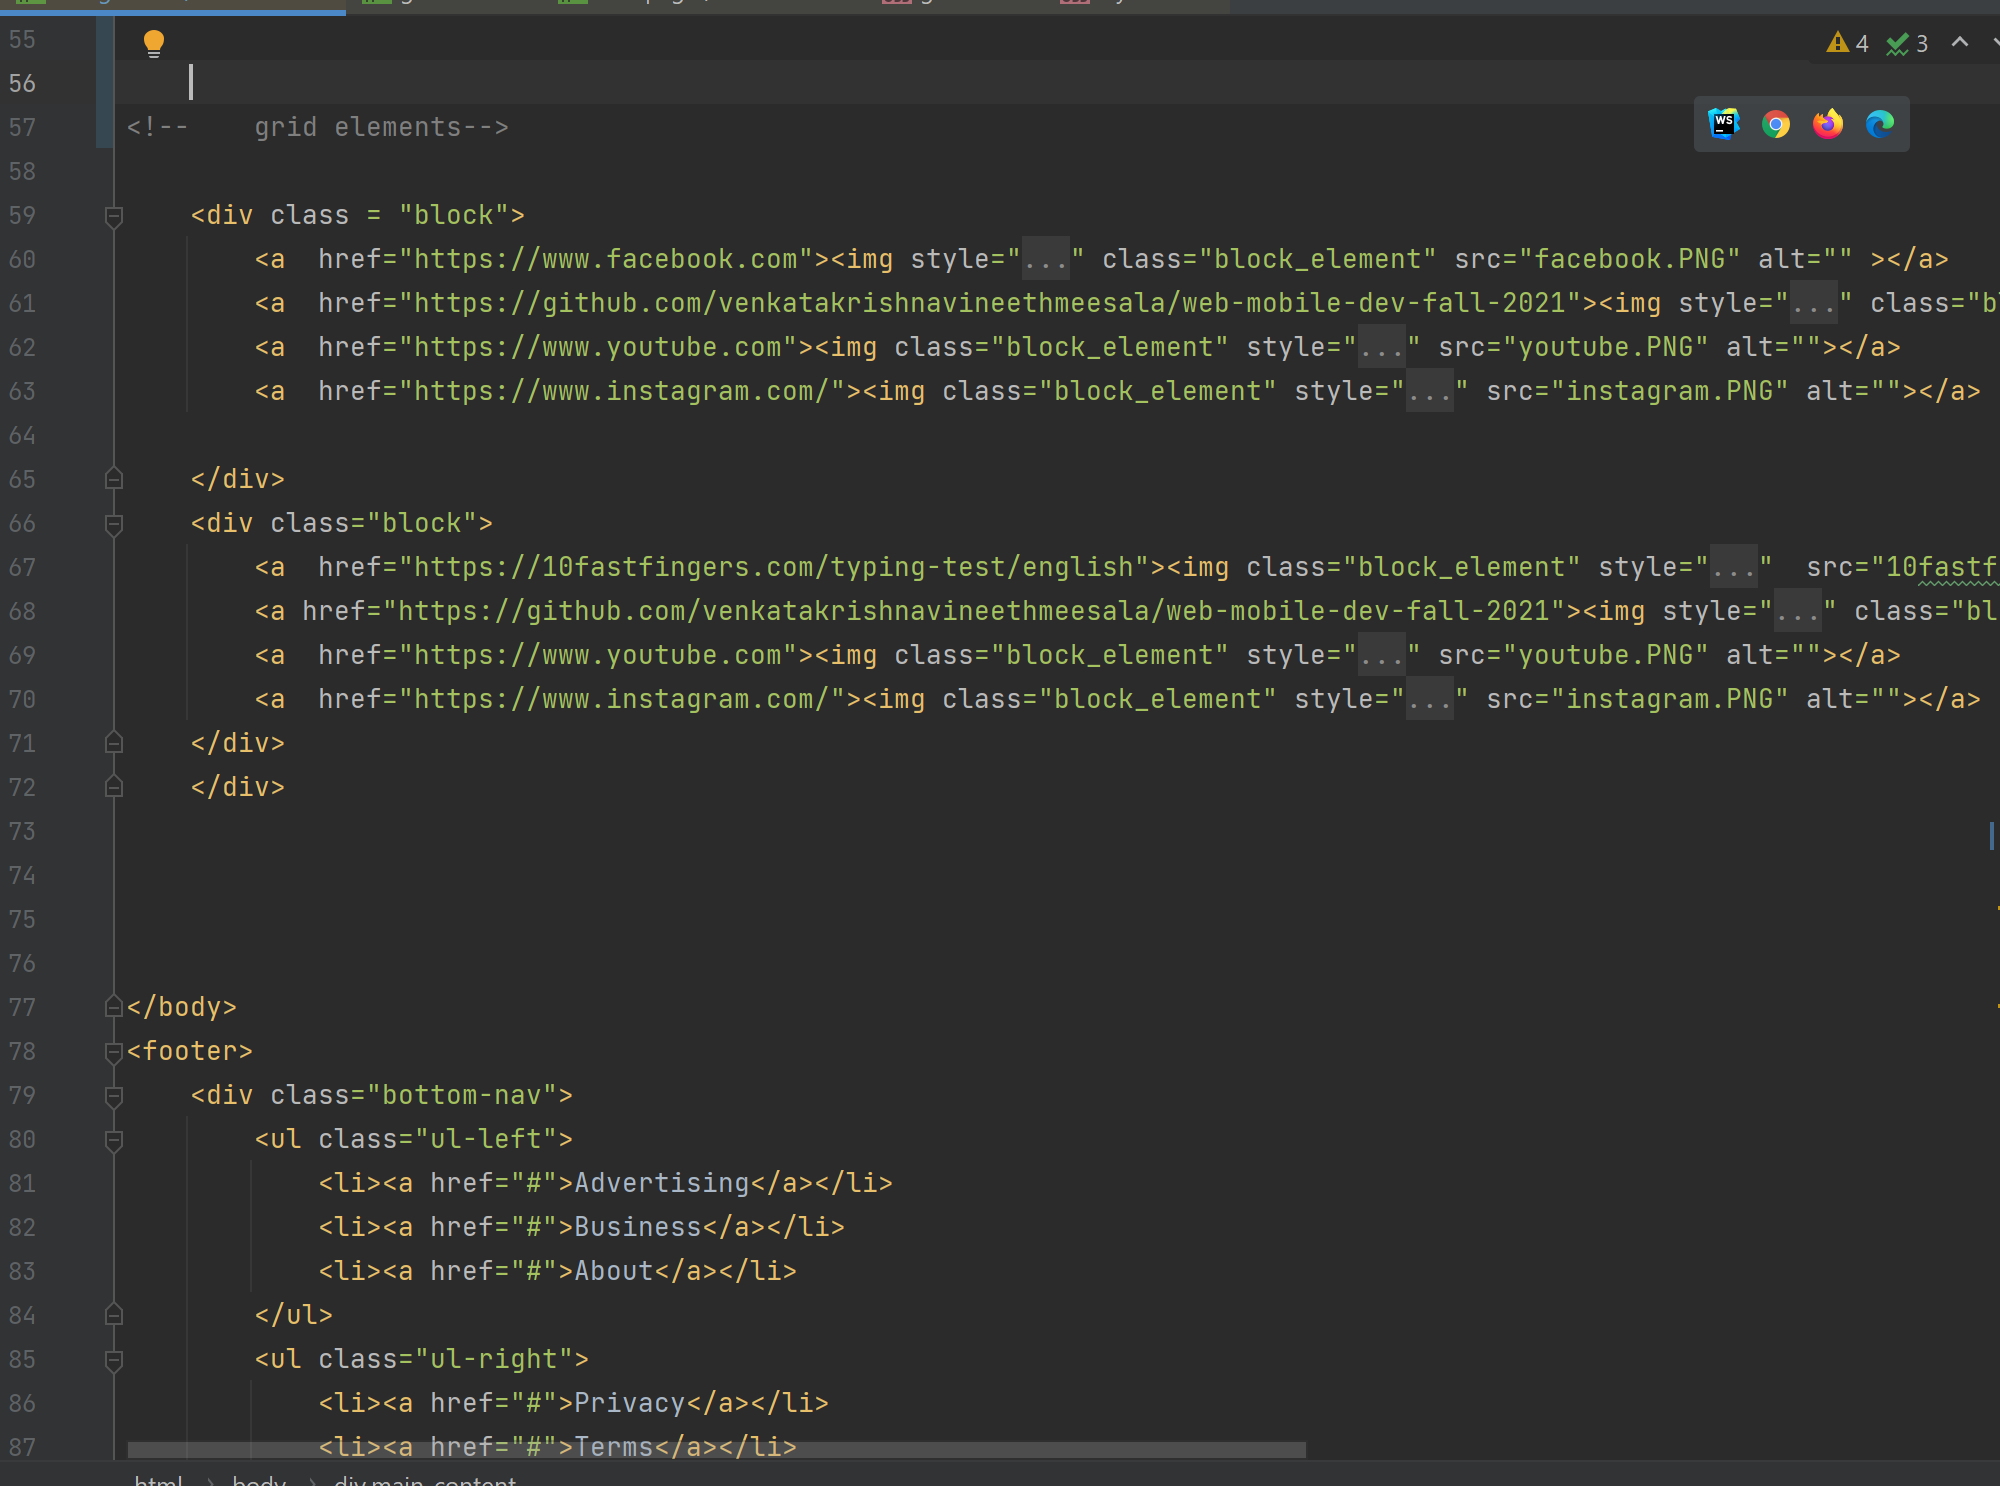 55
4 3
56
57 <!-- grid elements-->
WS
58
59 <div class = "block">
60 <a  href="https://www.facebook.com"><img style="..." class="block_element" src="facebook.PNG" alt="" ></a>
61 <a  href="https://github.com/venkatakrishnavineethmeesala/web-mobile-dev-fall-2021"><img style="..." class="bl
62 <a  href="https://www.youtube.com"><img class="block_element" style="..." src="youtube.PNG" alt=""></a>
63 <a  href="https://www.instagram.com/"><img class="block_element" style="..." src="instagram.PNG" alt=""></a>
64
65 </div>
66 <div class="block">
67 <a  href="https://10fastfingers.com/typing-test/english"><img class="block_element" style="..."  src="10fastf
68 <a href="https://github.com/venkatakrishnavineethmeesala/web-mobile-dev-fall-2021"><img style="..." class="bl
69 <a  href="https://www.youtube.com"><img class="block_element" style="..." src="youtube.PNG" alt=""></a>
70 <a  href="https://www.instagram.com/"><img class="block_element" style="..." src="instagram.PNG" alt=""></a>
71 </div>
72 </div>
73
74
75
76
77 </body>
78 <footer>
79 <div class="bottom-nav">
80 <ul class="ul-left">
81 <li><a href="#">Advertising</a></li>
82 <li><a href="#">Business</a></li>
83 <li><a href="#">About</a></li>
84 </ul>
85 <ul class="ul-right">
86 <li><a href="#">Privacy</a></li>
87 <li><a href="#">Terms</a></li>
html > body > div.main_content